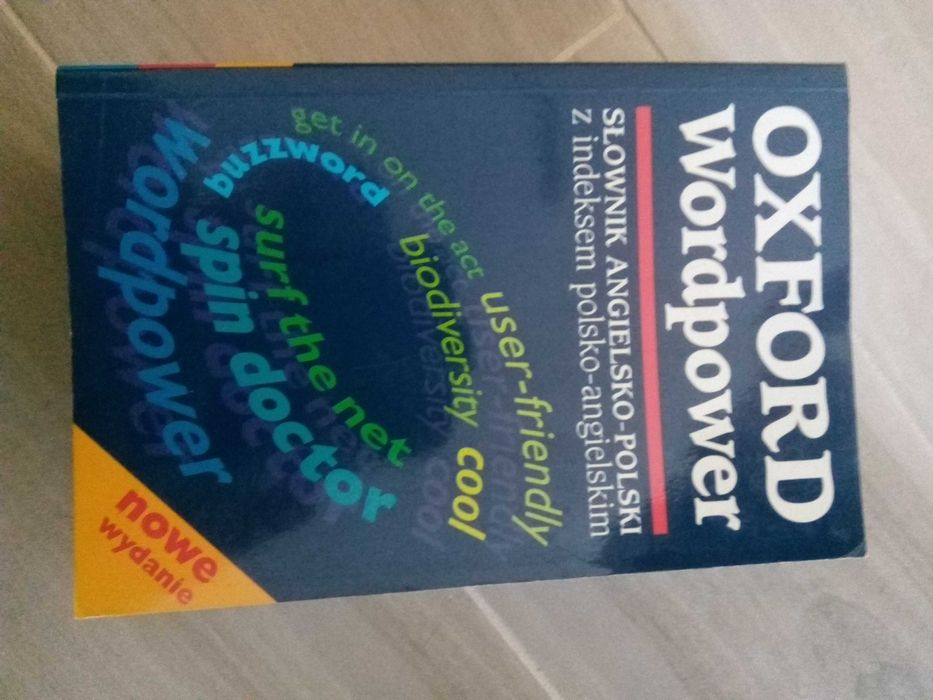 OXFORD
Wordpower
SŁOWNIK ANGIELSKO-POLSKI
z indeksem polsko-angielskim
get in on the act
user-friendly
biodiversity
cool
buzzword
surf the net
spin doctor
wordpower
nowe
wydanie